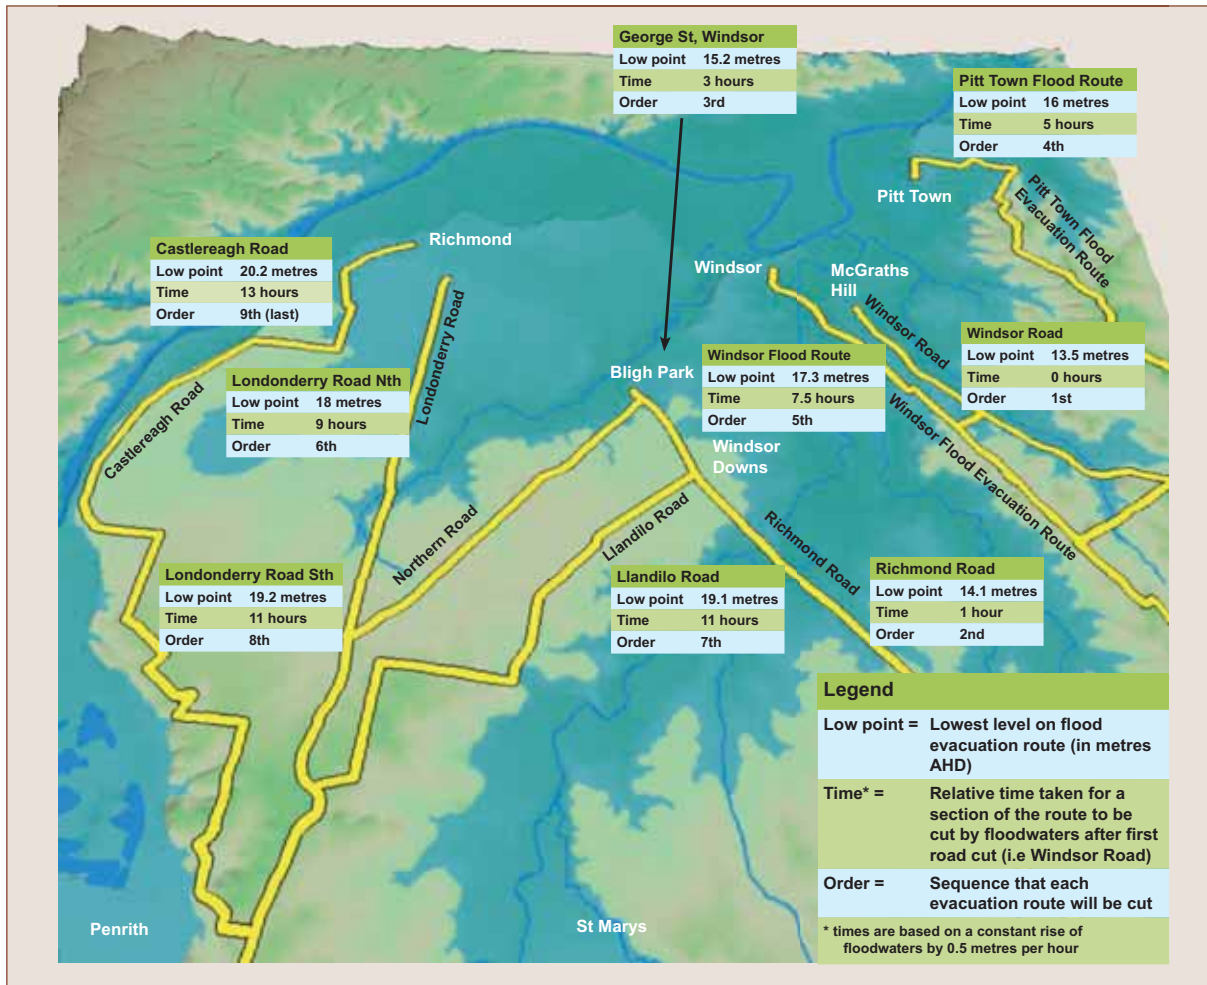 George St, Windsor
Low point 15.2 metres
Time 3 hours
Order 3rd
Pitt Town Flood Route
Low point 16 metres
Time 5 hours
Order 4th
Pitt Town
Pitt Town Flood
Evacuation Route
Richmond
Castlereagh Road
Low point 20.2 metres
Time 13 hours
Order 9th (last)
Windsor
McGraths
Hill
Windsor Road
Windsor Road
Low point 13.5 metres
Time 0 hours
Order 1st
Londonderry Road
Bligh Park
Windsor Flood Route
Low point 17.3 metres
Time 7.5 hours
Order 5th
Londonderry Road Nth
Low point 18 metres
Time 9 hours
Order 6th
Castlereagh Road
Windsor
Downs
Windsor Flood Evacuation Route
Northern Road
Llandilo Road
Richmond Road
Londonderry Road Sth
Low point 19.2 metres
Time 11 hours
Order 8th
Llandilo Road
Low point 19.1 metres
Time 11 hours
Order 7th
Richmond Road
Low point 14.1 metres
Time 1 hour
Order 2nd
Legend
Low point = Lowest level on flood
evacuation route (in metres
AHD)
Time* = Relative time taken for a
section of the route to be
cut by floodwaters after first
road cut (i.e Windsor Road)
Order = Sequence that each
evacuation route will be cut
* times are based on a constant rise of
floodwaters by 0.5 metres per hour
Penrith
St Marys